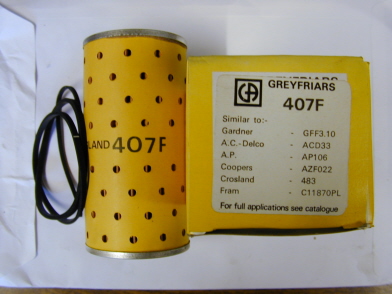 LAND 407F
GREYFRIARS
GREYFRIARS
407F
Similar to:-
Gardner - GFF3.10
A.C.-Delco - ACD33
A.P. - AP106
Coopers - AZF022
Crosland - 483
Fram - C11870PL
For full applications see catalogue